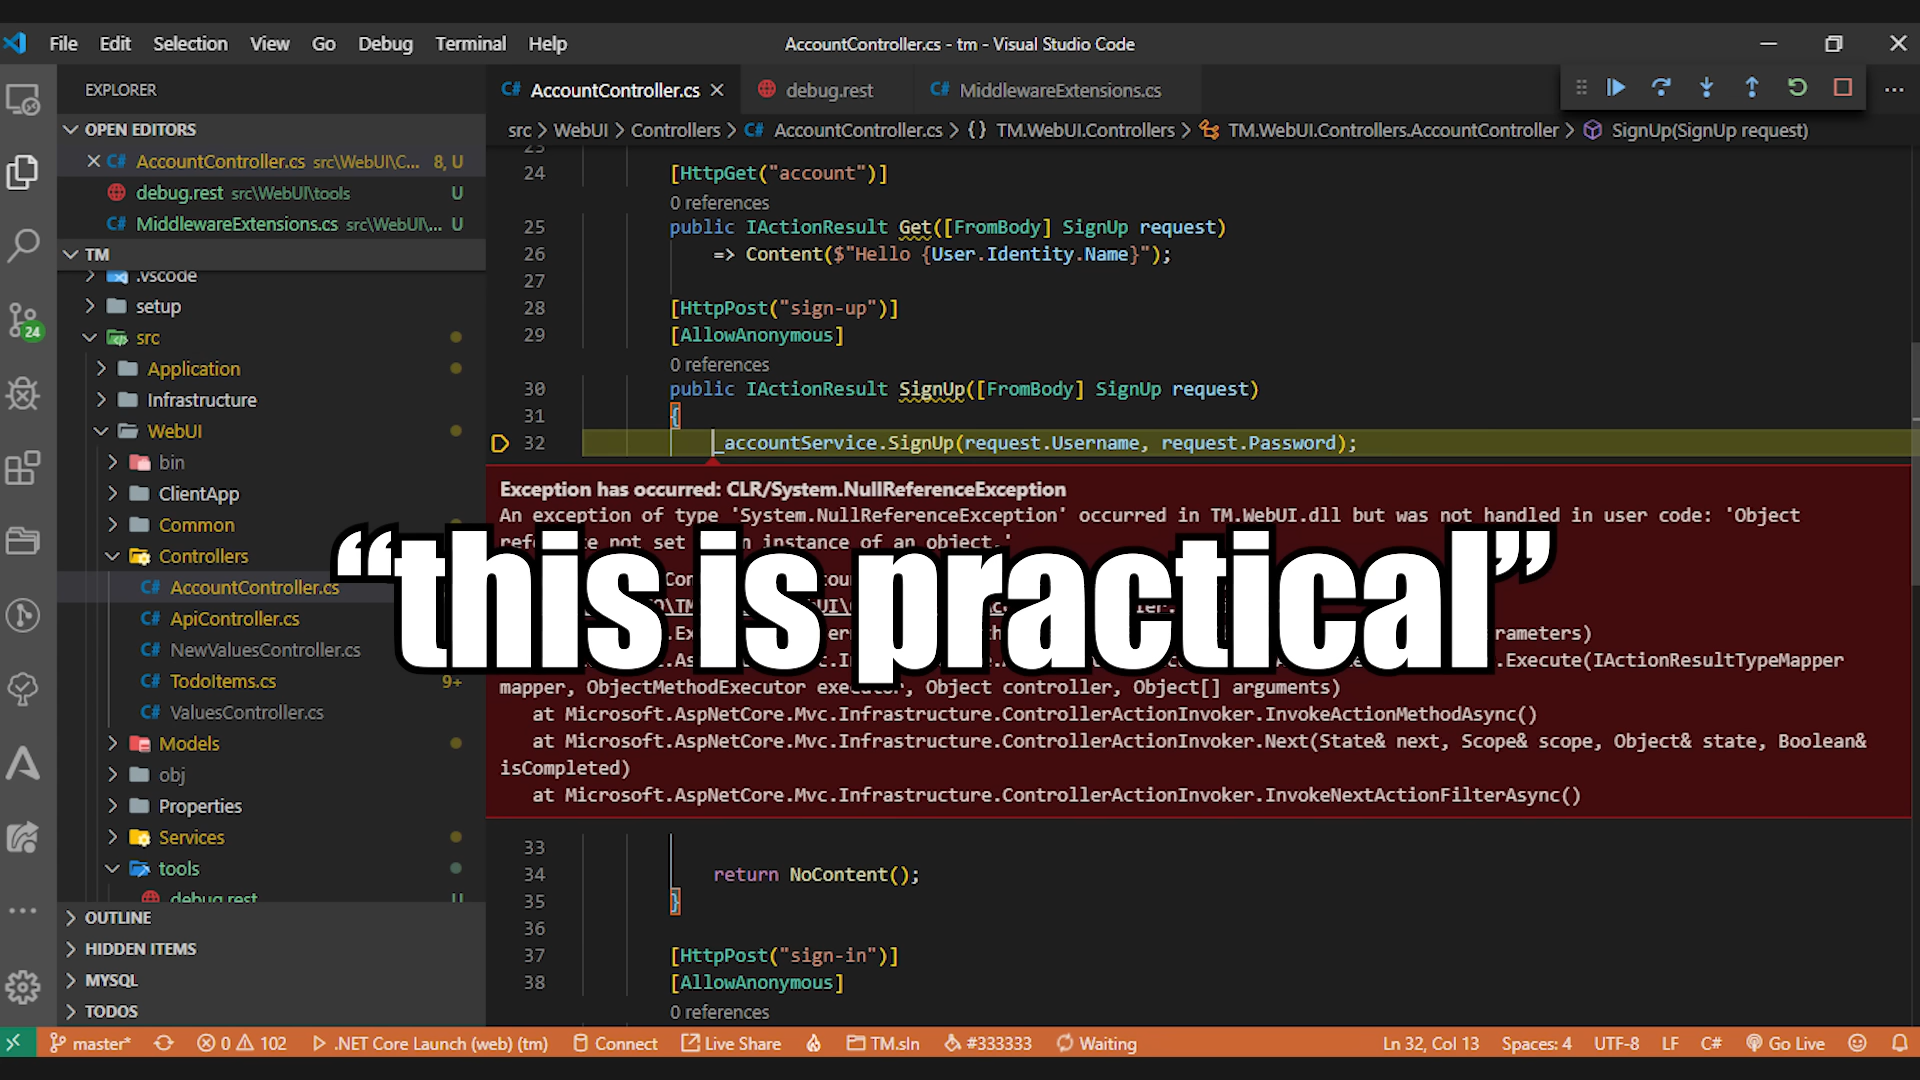 File Edit Selection View Go Debug Terminal Help
AccountController.cs - tm - Visual Studio Code
EXPLORER
OPEN EDITORS
AccountController.cs src\WebUI\C... 8, U
debug.rest src\WebUI\tools U
MiddlewareExtensions.cs src\WebUI\... U
TM
.vscode
setup
src
Application
Infrastructure
WebUI
bin
ClientApp
Common
Controllers
AccountController.cs
ApiController.cs
NewValuesController.cs
TodoItems.cs 9+
ValuesController.cs
Models
obj
Properties
Services
tools
debug.rest U
OUTLINE
HIDDEN ITEMS
MYSQL
TODOS
24
AccountController.cs debug.rest MiddlewareExtensions.cs
src > WebUI > Controllers > AccountController.cs > {} TM.WebUI.Controllers > TM.WebUI.Controllers.AccountController > SignUp(SignUp request)
23
24 [HttpGet("account")]
0 references
25 public IActionResult Get([FromBody] SignUp request)
26 => Content($"Hello {User.Identity.Name}");
27
28 [HttpPost("sign-up")]
29 [AllowAnonymous]
0 references
30 public IActionResult SignUp([FromBody] SignUp request)
31 {
32 _accountService.SignUp(request.Username, request.Password);
Exception has occurred: CLR/System.NullReferenceException
An exception of type 'System.NullReferenceException' occurred in TM.WebUI.dll but was not handled in user code: 'Object
not set instance of an object.'
“this is practical”
.Execute(IActionResultTypeMapper
mapper, ObjectMethodExecutor executor, Object controller, Object[] arguments)
at Microsoft.AspNetCore.Mvc.Infrastructure.ControllerActionInvoker.InvokeActionMethodAsync()
at Microsoft.AspNetCore.Mvc.Infrastructure.ControllerActionInvoker.Next(State& next, Scope& scope, Object& state, Boolean&
isCompleted)
at Microsoft.AspNetCore.Mvc.Infrastructure.ControllerActionInvoker.InvokeNextActionFilterAsync()
33
34 return NoContent();
35 }
36
37 [HttpPost("sign-in")]
38 [AllowAnonymous]
0 references
master* 0 102 .NET Core Launch (web) (tm) Connect Live Share TM.sln #333333 Waiting Ln 32, Col 13 Spaces: 4 UTF-8 LF C# Go Live